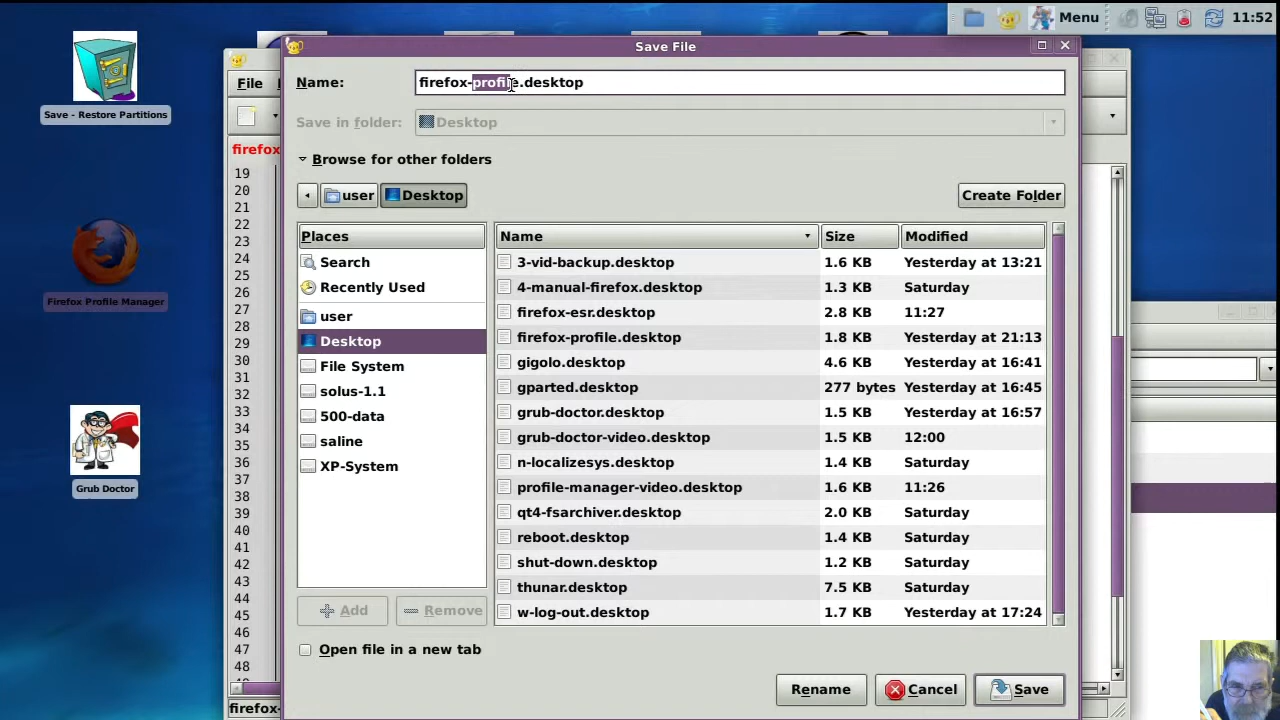 Menu 11:52
Save File
Name: firefox-profile.desktop
File
Save in folder: Desktop
Save - Restore Partitions
firefox
Browse for other folders
user Desktop Create Folder
Places
Search
Recently Used
user
Desktop
File System
solus-1.1
500-data
saline
XP-System
Name Size Modified
3-vid-backup.desktop 1.6 KB Yesterday at 13:21
4-manual-firefox.desktop 1.3 KB Saturday
firefox-esr.desktop 2.8 KB 11:27
firefox-profile.desktop 1.8 KB Yesterday at 21:13
gigolo.desktop 4.6 KB Yesterday at 16:41
gparted.desktop 277 bytes Yesterday at 16:45
grub-doctor.desktop 1.5 KB Yesterday at 16:57
grub-doctor-video.desktop 1.5 KB 12:00
n-localizesys.desktop 1.4 KB Saturday
profile-manager-video.desktop 1.6 KB 11:26
qt4-fsarchiver.desktop 2.0 KB Saturday
reboot.desktop 1.4 KB Saturday
shut-down.desktop 1.2 KB Saturday
thunar.desktop 7.5 KB Saturday
w-log-out.desktop 1.7 KB Yesterday at 17:24
19
20
21
22
23
24
25
26
27
28
29
30
31
32
33
34
35
36
37
38
39
40
41
42
43
44
45
46
47
48
Firefox Profile Manager
Grub Doctor
Add Remove
Open file in a new tab
Rename Cancel Save
firefox-